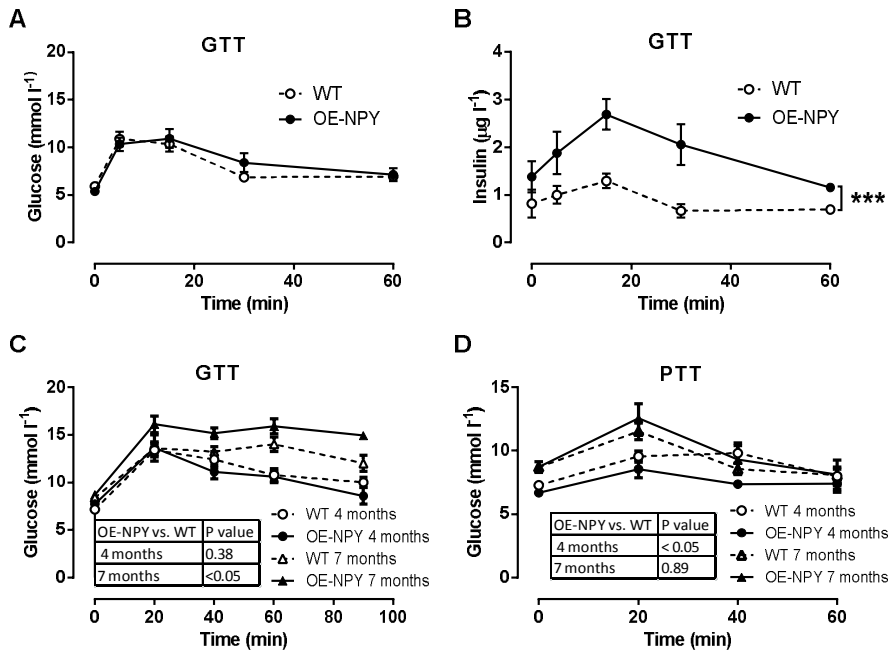 A
GTT
20
15
10
5
0
Glucose (mmol l⁻¹)
WT
OE-NPY
0 20 40 60
Time (min)
B
GTT
4
3
2
1
0
Insulin (µg l⁻¹)
WT
OE-NPY
***
0 20 40 60
Time (min)
C
GTT
20
15
10
5
0
Glucose (mmol l⁻¹)
OE-NPY vs. WT P value
4 months 0.38
7 months <0.05
WT 4 months
OE-NPY 4 months
WT 7 months
OE-NPY 7 months
0 20 40 60 80 100
Time (min)
D
PTT
15
10
5
0
Glucose (mmol l⁻¹)
OE-NPY vs. WT P value
4 months < 0.05
7 months 0.89
WT 4 months
OE-NPY 4 months
WT 7 months
OE-NPY 7 months
0 20 40 60
Time (min)